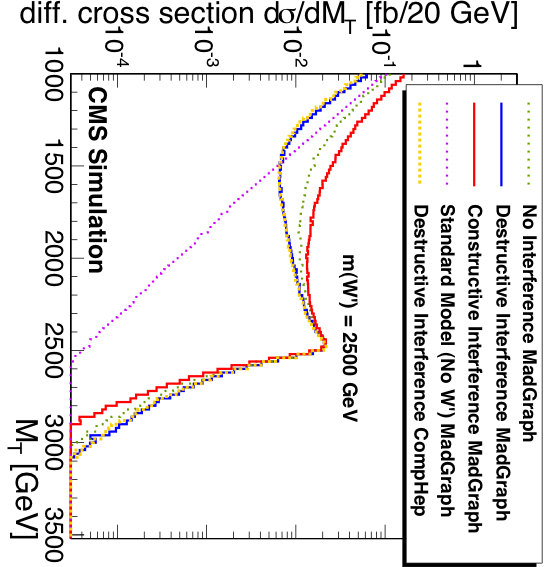 diff. cross section dσ/dM_T [fb/20 GeV]
10^-4
10^-3
10^-2
10^-1
1
No Interference MadGraph
Destructive Interference MadGraph
Constructive Interference MadGraph
Standard Model (No W') MadGraph
Destructive Interference CompHep
m(W') = 2500 GeV
CMS Simulation
1000
1500
2000
2500
3000
3500
M_T [GeV]